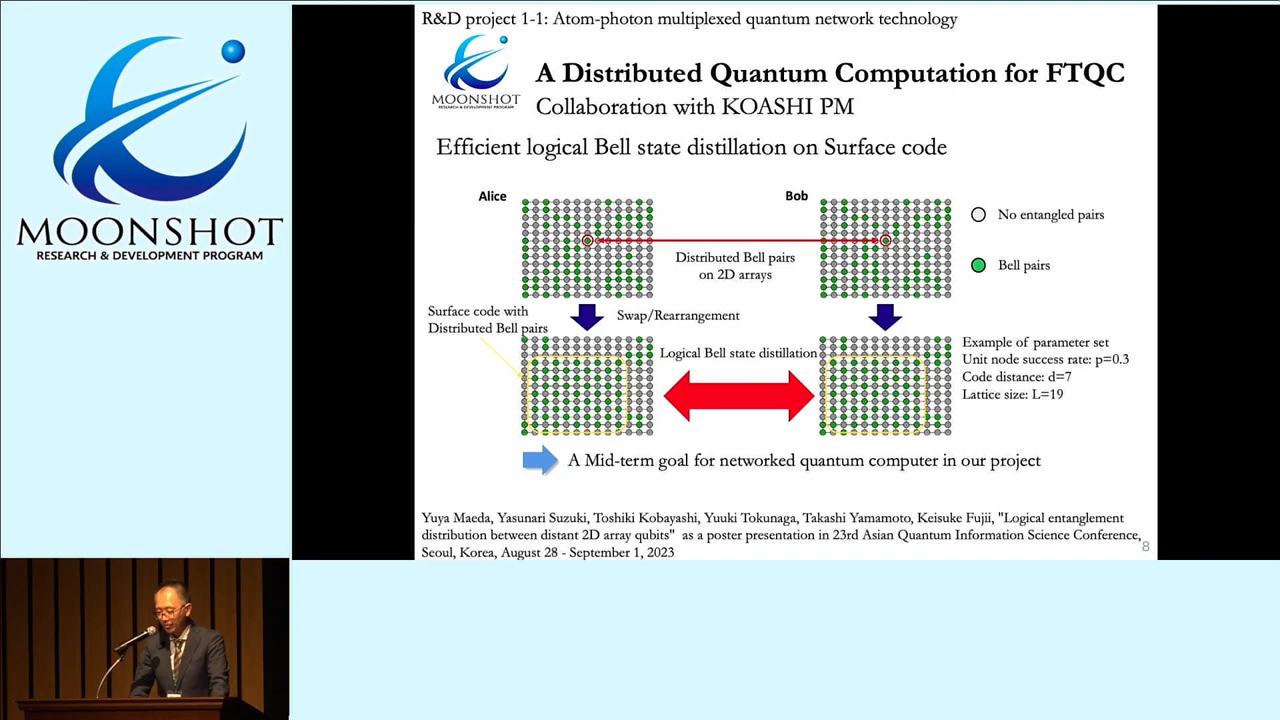 MOONSHOT
RESEARCH & DEVELOPMENT PROGRAM
R&D project 1-1: Atom-photon multiplexed quantum network technology
MOONSHOT
RESEARCH & DEVELOPMENT PROGRAM
A Distributed Quantum Computation for FTQC
Collaboration with KOASHI PM
Efficient logical Bell state distillation on Surface code
Alice
Bob
No entangled pairs
Bell pairs
Distributed Bell pairs
on 2D arrays
Surface code with
Distributed Bell pairs
Swap/Rearrangement
Logical Bell state distillation
Example of parameter set
Unit node success rate: p=0.3
Code distance: d=7
Lattice size: L=19
A Mid-term goal for networked quantum computer in our project
Yuya Maeda, Yasunari Suzuki, Toshiki Kobayashi, Yuuki Tokunaga, Takashi Yamamoto, Keisuke Fujii, "Logical entanglement
distribution between distant 2D array qubits" as a poster presentation in 23rd Asian Quantum Information Science Conference,
Seoul, Korea, August 28 - September 1, 2023
8